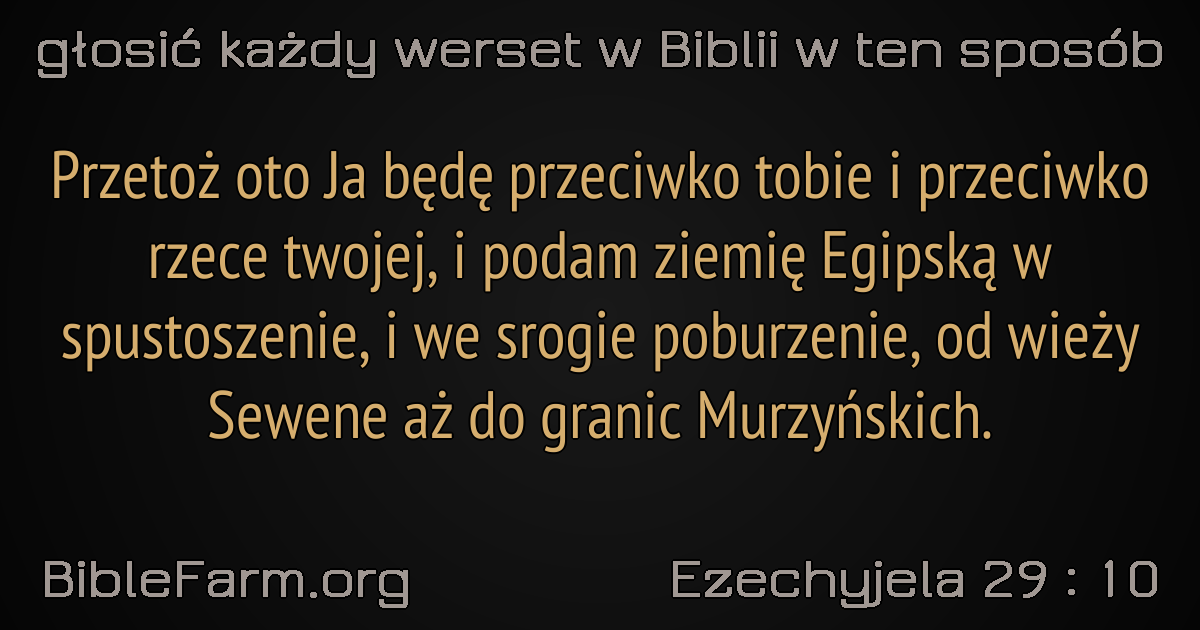 głosić każdy werset w Biblii w ten sposób
Przetoż oto Ja będę przeciwko tobie i przeciwko
rzece twojej, i podam ziemię Egipską w
spustoszenie, i we srogie poburzenie, od wieży
Sewene aż do granic Murzyńskich.
BibleFarm.org
Ezechyjela 29 : 10